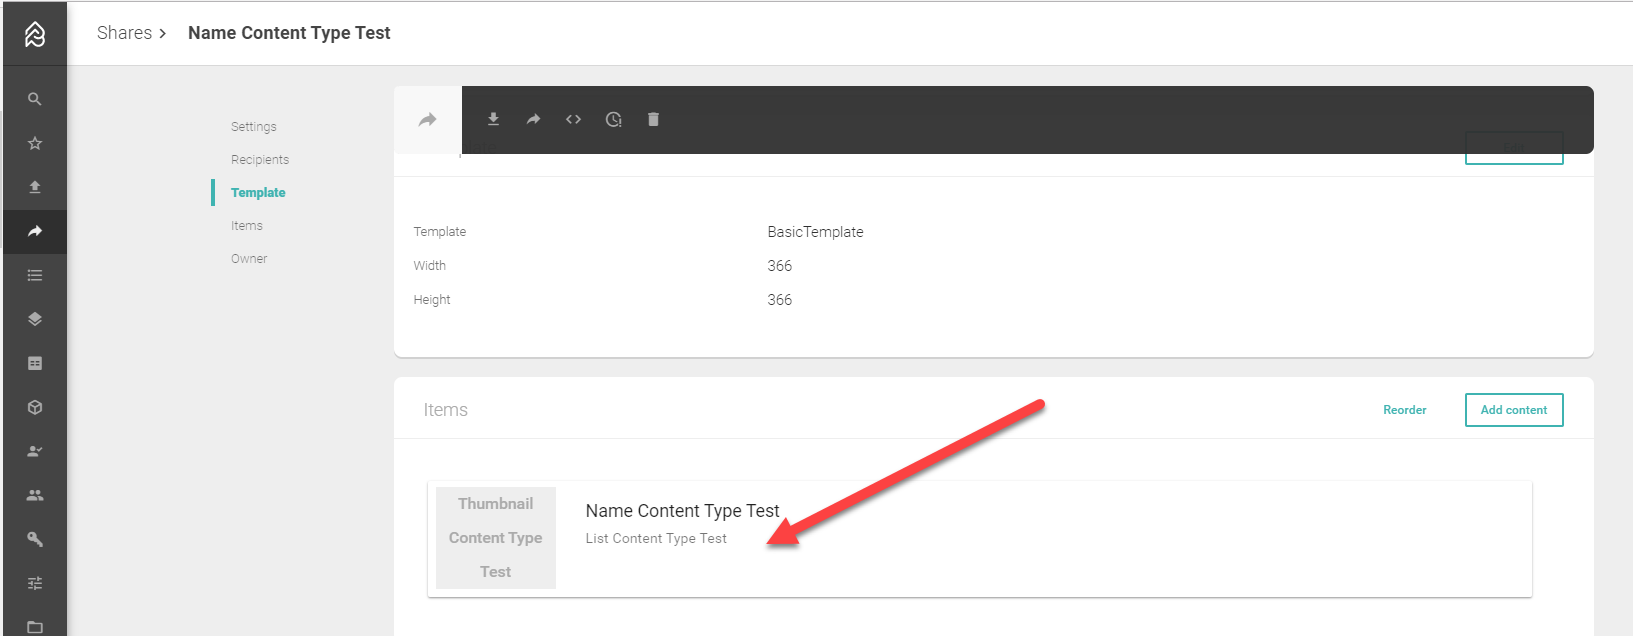 Shares > Name Content Type Test
Settings
Recipients
Template
Items
Owner
Template BasicTemplate
Width 366
Height 366
Items Reorder Add content
Thumbnail
Content Type
Test
Name Content Type Test
List Content Type Test